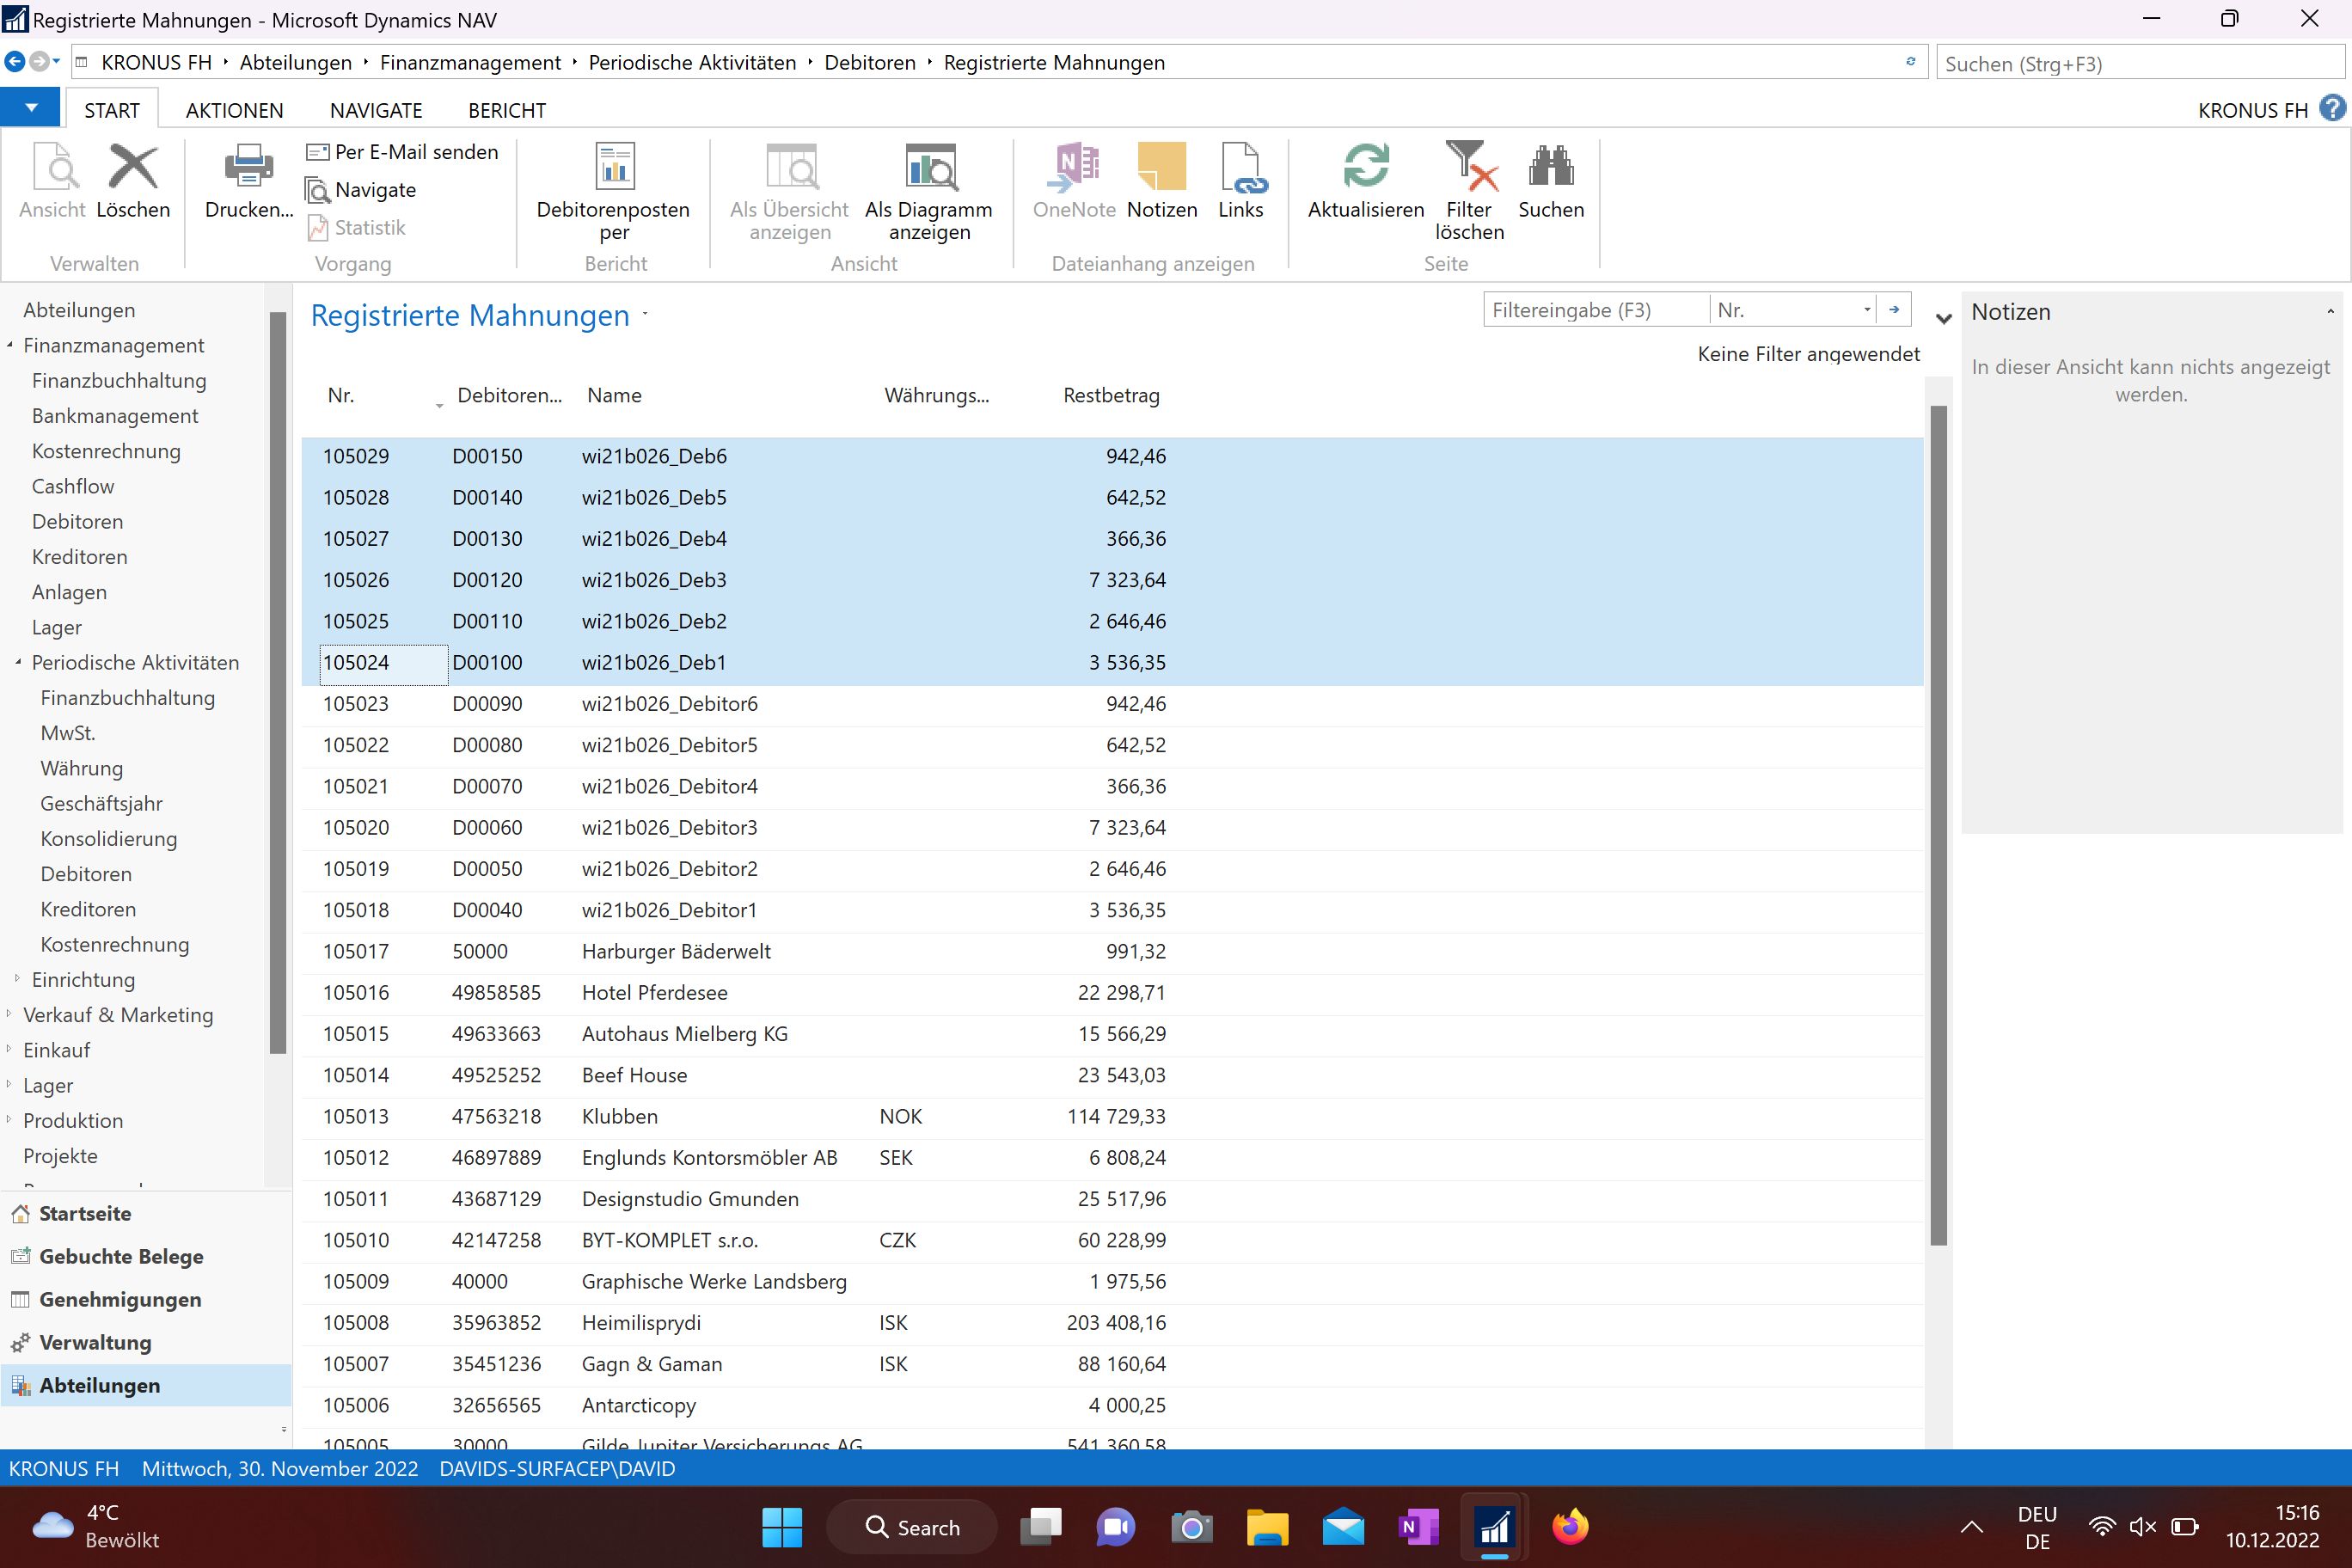 Registrierte Mahnungen - Microsoft Dynamics NAV
KRONUS FH Abteilungen Finanzmanagement Periodische Aktivitäten Debitoren Registrierte Mahnungen
Suchen (Strg+F3)
START AKTIONEN NAVIGATE BERICHT
KRONUS FH
Ansicht Löschen
Verwalten
Drucken...
Per E-Mail senden
Navigate
Statistik
Vorgang
Debitorenposten per
Bericht
Als Übersicht anzeigen
Als Diagramm anzeigen
Ansicht
OneNote Notizen Links
Dateianhang anzeigen
Aktualisieren
Filter löschen
Suchen
Seite
Abteilungen
Finanzmanagement
Finanzbuchhaltung
Bankmanagement
Kostenrechnung
Cashflow
Debitoren
Kreditoren
Anlagen
Lager
Periodische Aktivitäten
Finanzbuchhaltung
MwSt.
Währung
Geschäftsjahr
Konsolidierung
Debitoren
Kreditoren
Kostenrechnung
Einrichtung
Verkauf & Marketing
Einkauf
Lager
Produktion
Projekte
Startseite
Gebuchte Belege
Genehmigungen
Verwaltung
Abteilungen
Registrierte Mahnungen
Filtereingabe (F3) Nr.
Keine Filter angewendet
Nr. Debitoren... Name Währungs... Restbetrag
105029 D00150 wi21b026_Deb6 942,46
105028 D00140 wi21b026_Deb5 642,52
105027 D00130 wi21b026_Deb4 366,36
105026 D00120 wi21b026_Deb3 7 323,64
105025 D00110 wi21b026_Deb2 2 646,46
105024 D00100 wi21b026_Deb1 3 536,35
105023 D00090 wi21b026_Debitor6 942,46
105022 D00080 wi21b026_Debitor5 642,52
105021 D00070 wi21b026_Debitor4 366,36
105020 D00060 wi21b026_Debitor3 7 323,64
105019 D00050 wi21b026_Debitor2 2 646,46
105018 D00040 wi21b026_Debitor1 3 536,35
105017 50000 Harburger Bäderwelt 991,32
105016 49858585 Hotel Pferdesee 22 298,71
105015 49633663 Autohaus Mielberg KG 15 566,29
105014 49525252 Beef House 23 543,03
105013 47563218 Klubben NOK 114 729,33
105012 46897889 Englunds Kontorsmöbler AB SEK 6 808,24
105011 43687129 Designstudio Gmunden 25 517,96
105010 42147258 BYT-KOMPLET s.r.o. CZK 60 228,99
105009 40000 Graphische Werke Landsberg 1 975,56
105008 35963852 Heimilisprydi ISK 203 408,16
105007 35451236 Gagn & Gaman ISK 88 160,64
105006 32656565 Antarcticopy 4 000,25
105005 30000 Gilde Jupiter Versicherungs AG 541 360,58
Notizen
In dieser Ansicht kann nichts angezeigt
werden.
KRONUS FH Mittwoch, 30. November 2022 DAVIDS-SURFACEP\DAVID
4°C
Bewölkt
Search
DEU
DE
15:16
10.12.2022